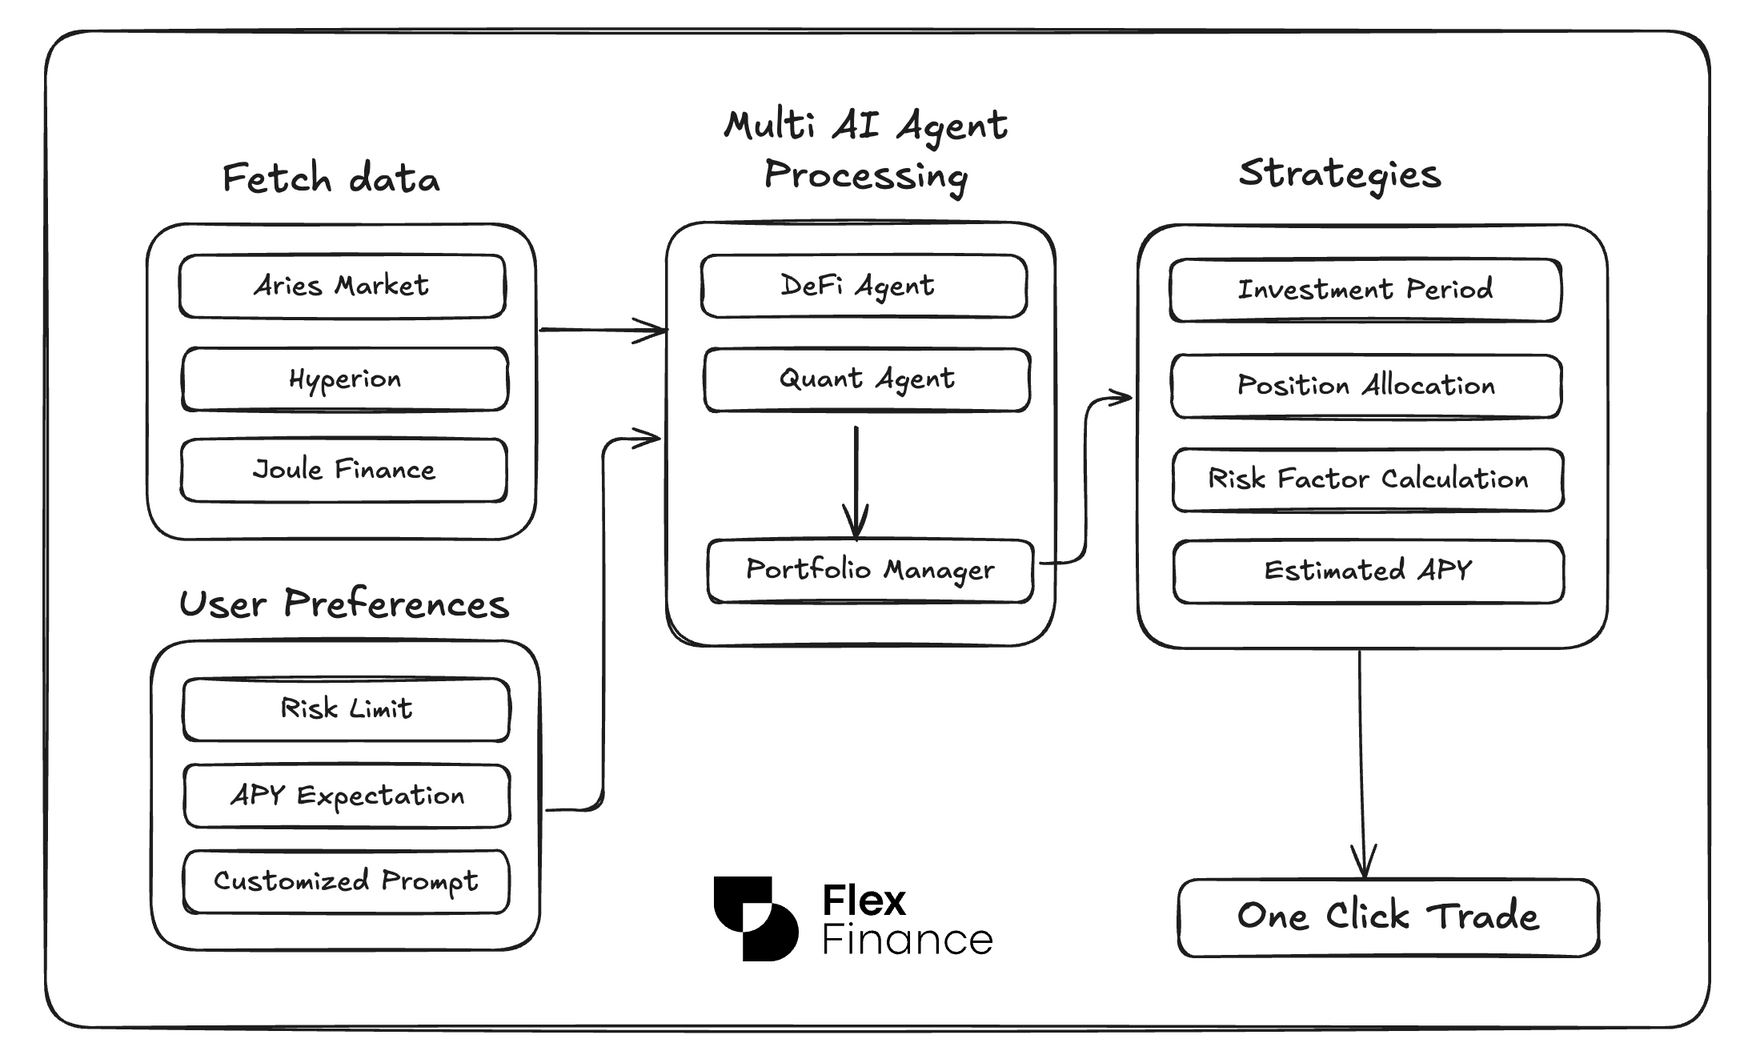 Fetch data
Aries Market
Hyperion
Joule Finance
User Preferences
Risk Limit
APY Expectation
Customized Prompt
Multi AI Agent
Processing
DeFi Agent
Quant Agent
Portfolio Manager
Strategies
Investment Period
Position Allocation
Risk Factor Calculation
Estimated APY
One Click Trade
Flex
Finance